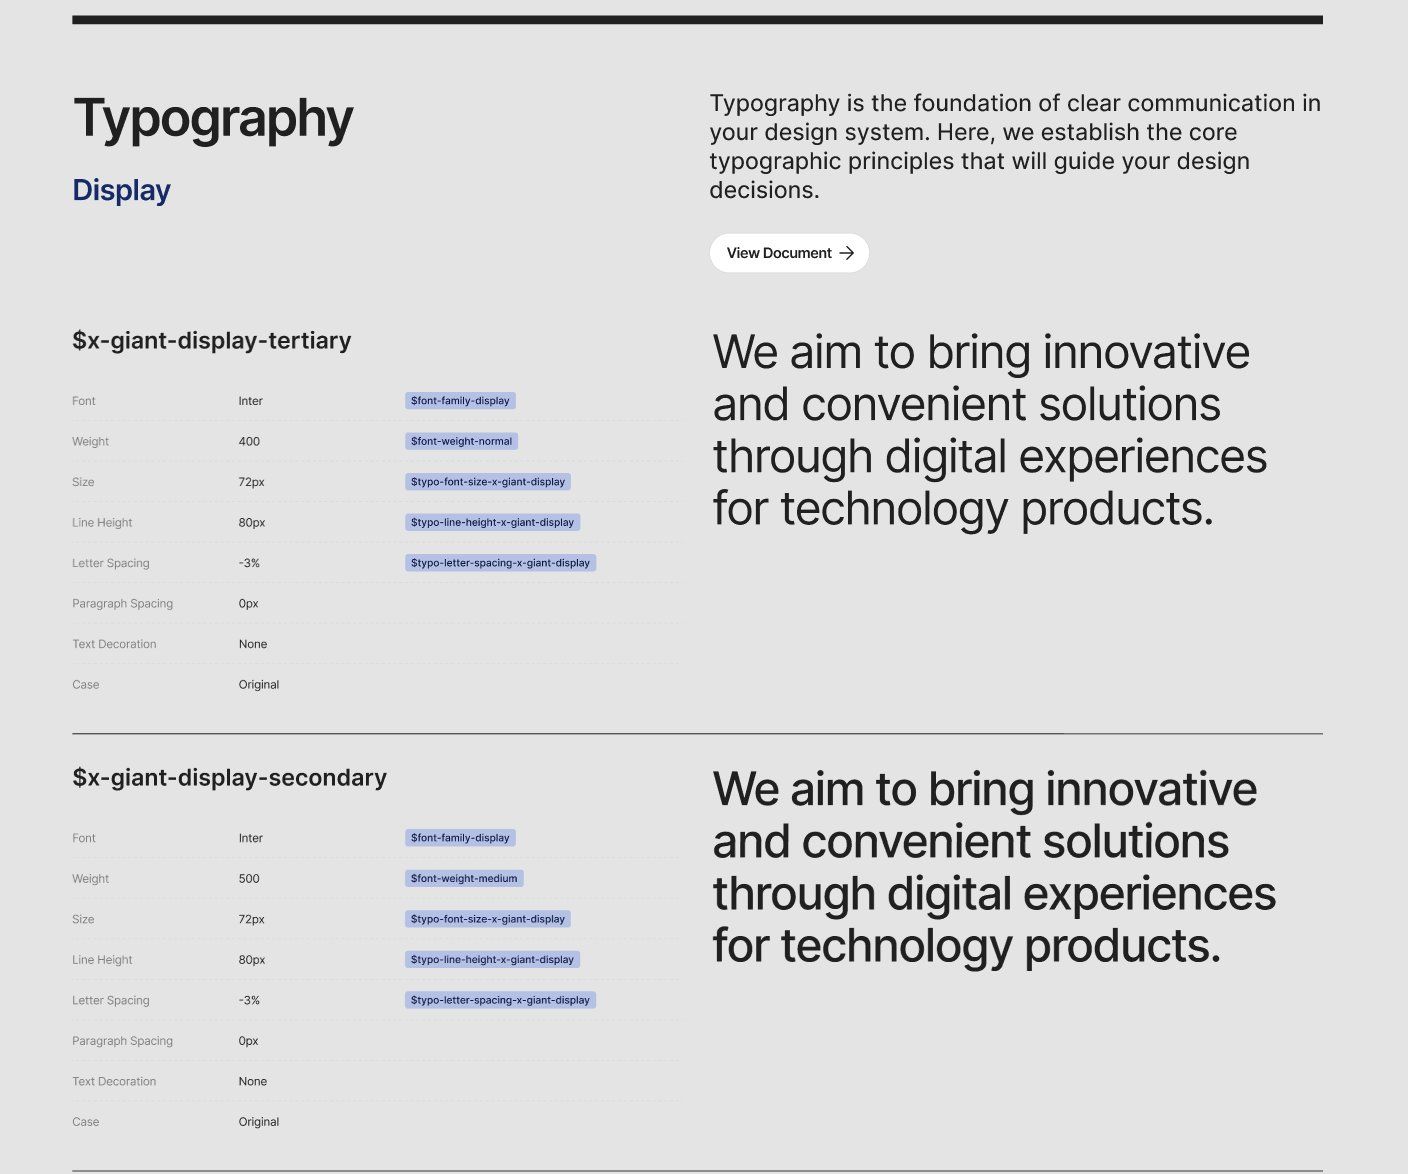 Typography
Display
Typography is the foundation of clear communication in
your design system. Here, we establish the core
typographic principles that will guide your design
decisions.
View Document →
$x-giant-display-tertiary
Font Inter $font-family-display
Weight 400 $font-weight-normal
Size 72px $typo-font-size-x-giant-display
Line Height 80px $typo-line-height-x-giant-display
Letter Spacing -3% $typo-letter-spacing-x-giant-display
Paragraph Spacing 0px
Text Decoration None
Case Original
We aim to bring innovative
and convenient solutions
through digital experiences
for technology products.
$x-giant-display-secondary
Font Inter $font-family-display
Weight 500 $font-weight-medium
Size 72px $typo-font-size-x-giant-display
Line Height 80px $typo-line-height-x-giant-display
Letter Spacing -3% $typo-letter-spacing-x-giant-display
Paragraph Spacing 0px
Text Decoration None
Case Original
We aim to bring innovative
and convenient solutions
through digital experiences
for technology products.